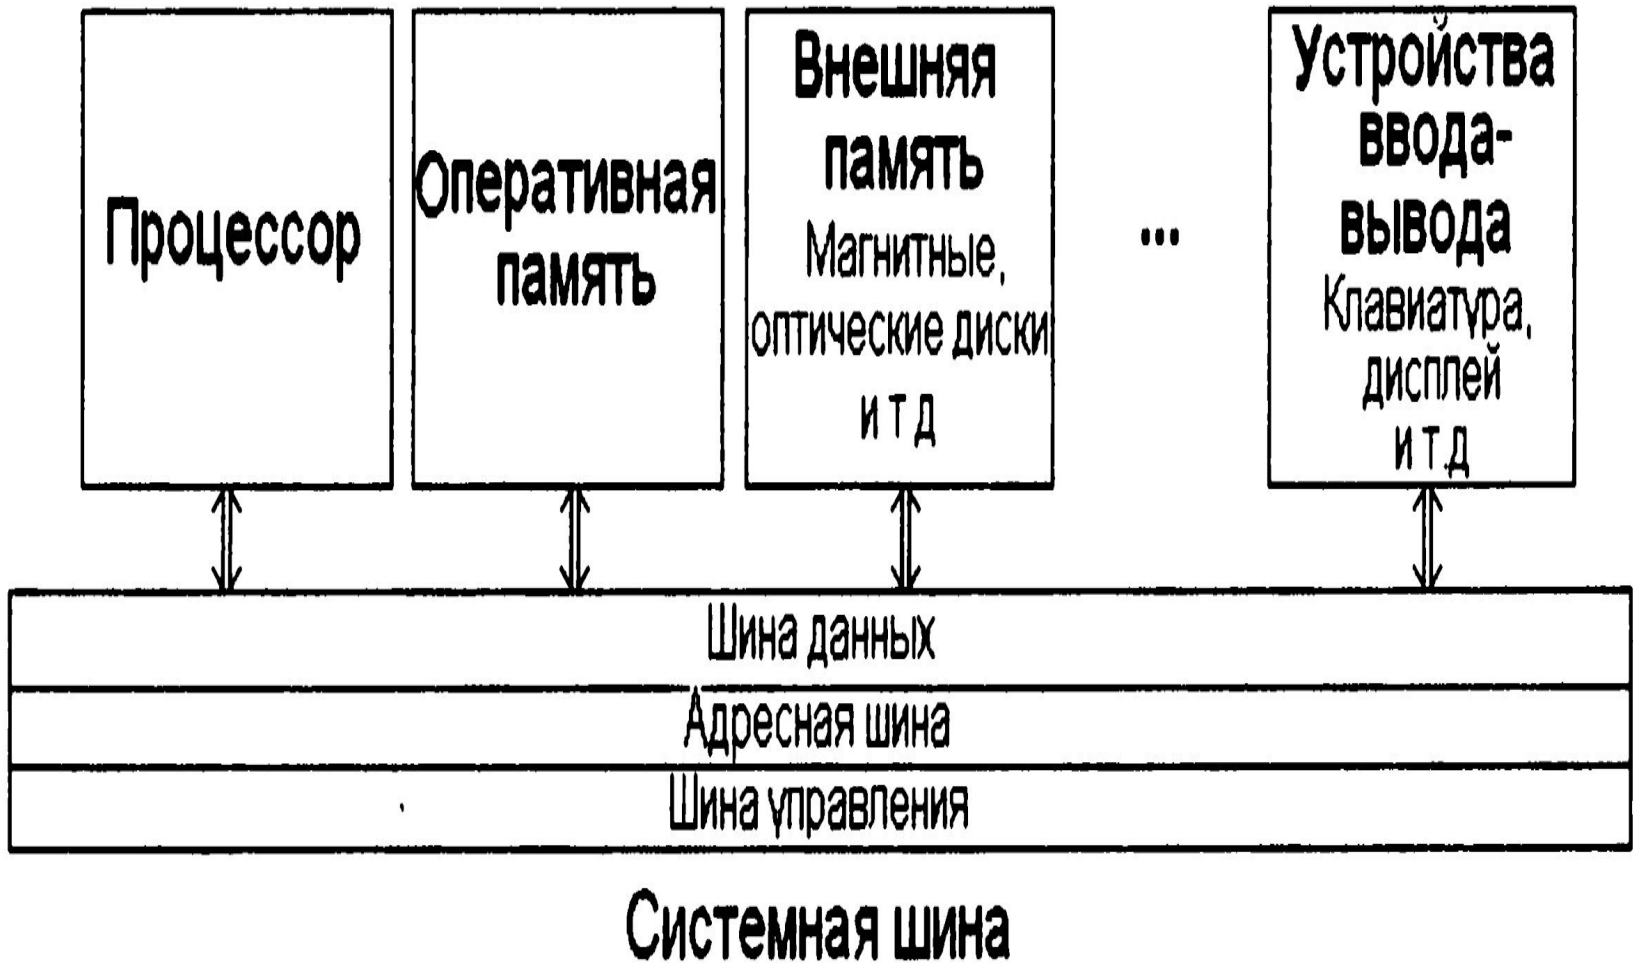 Процессор
Оперативная
память
Внешняя
память
Магнитные,
оптические диски
и т д
...
Устройства
ввода-
вывода
Клавиатура,
дисплей
и т.д
Шина данных
Адресная шина
Шина управления
Системная шина